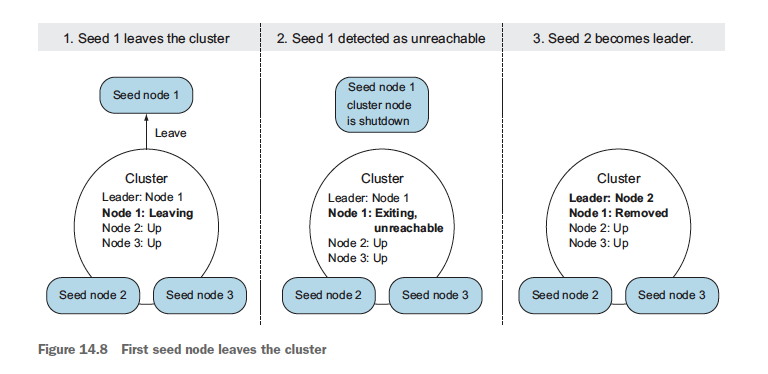 1. Seed 1 leaves the cluster
2. Seed 1 detected as unreachable
3. Seed 2 becomes leader.
Seed node 1
Leave
Cluster
Leader: Node 1
Node 1: Leaving
Node 2: Up
Node 3: Up
Seed node 2
Seed node 3
Seed node 1
cluster node
is shutdown
Cluster
Leader: Node 1
Node 1: Exiting,
unreachable
Node 2: Up
Node 3: Up
Seed node 2
Seed node 3
Cluster
Leader: Node 2
Node 1: Removed
Node 2: Up
Node 3: Up
Seed node 2
Seed node 3
Figure 14.8 First seed node leaves the cluster